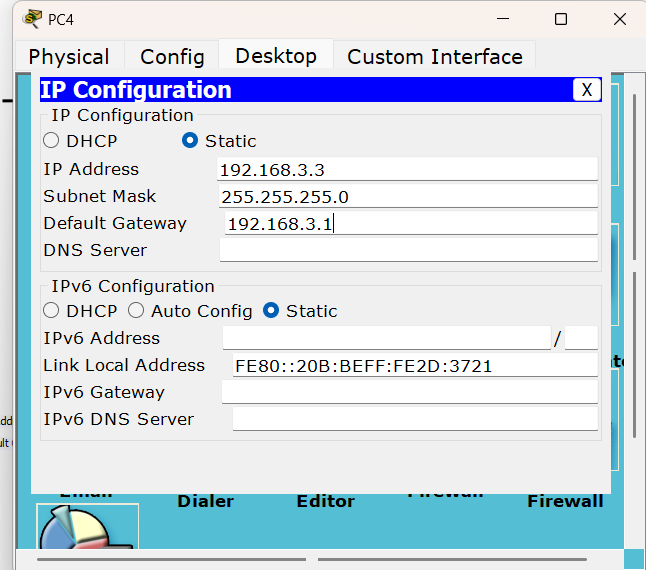 PC4
Physical Config Desktop Custom Interface
IP Configuration X
IP Configuration
DHCP Static
IP Address 192.168.3.3
Subnet Mask 255.255.255.0
Default Gateway 192.168.3.1
DNS Server
IPv6 Configuration
DHCP Auto Config Static
IPv6 Address /
Link Local Address FE80::20B:BEFF:FE2D:3721
IPv6 Gateway
IPv6 DNS Server
Email Dialer Editor Firewall Firewall